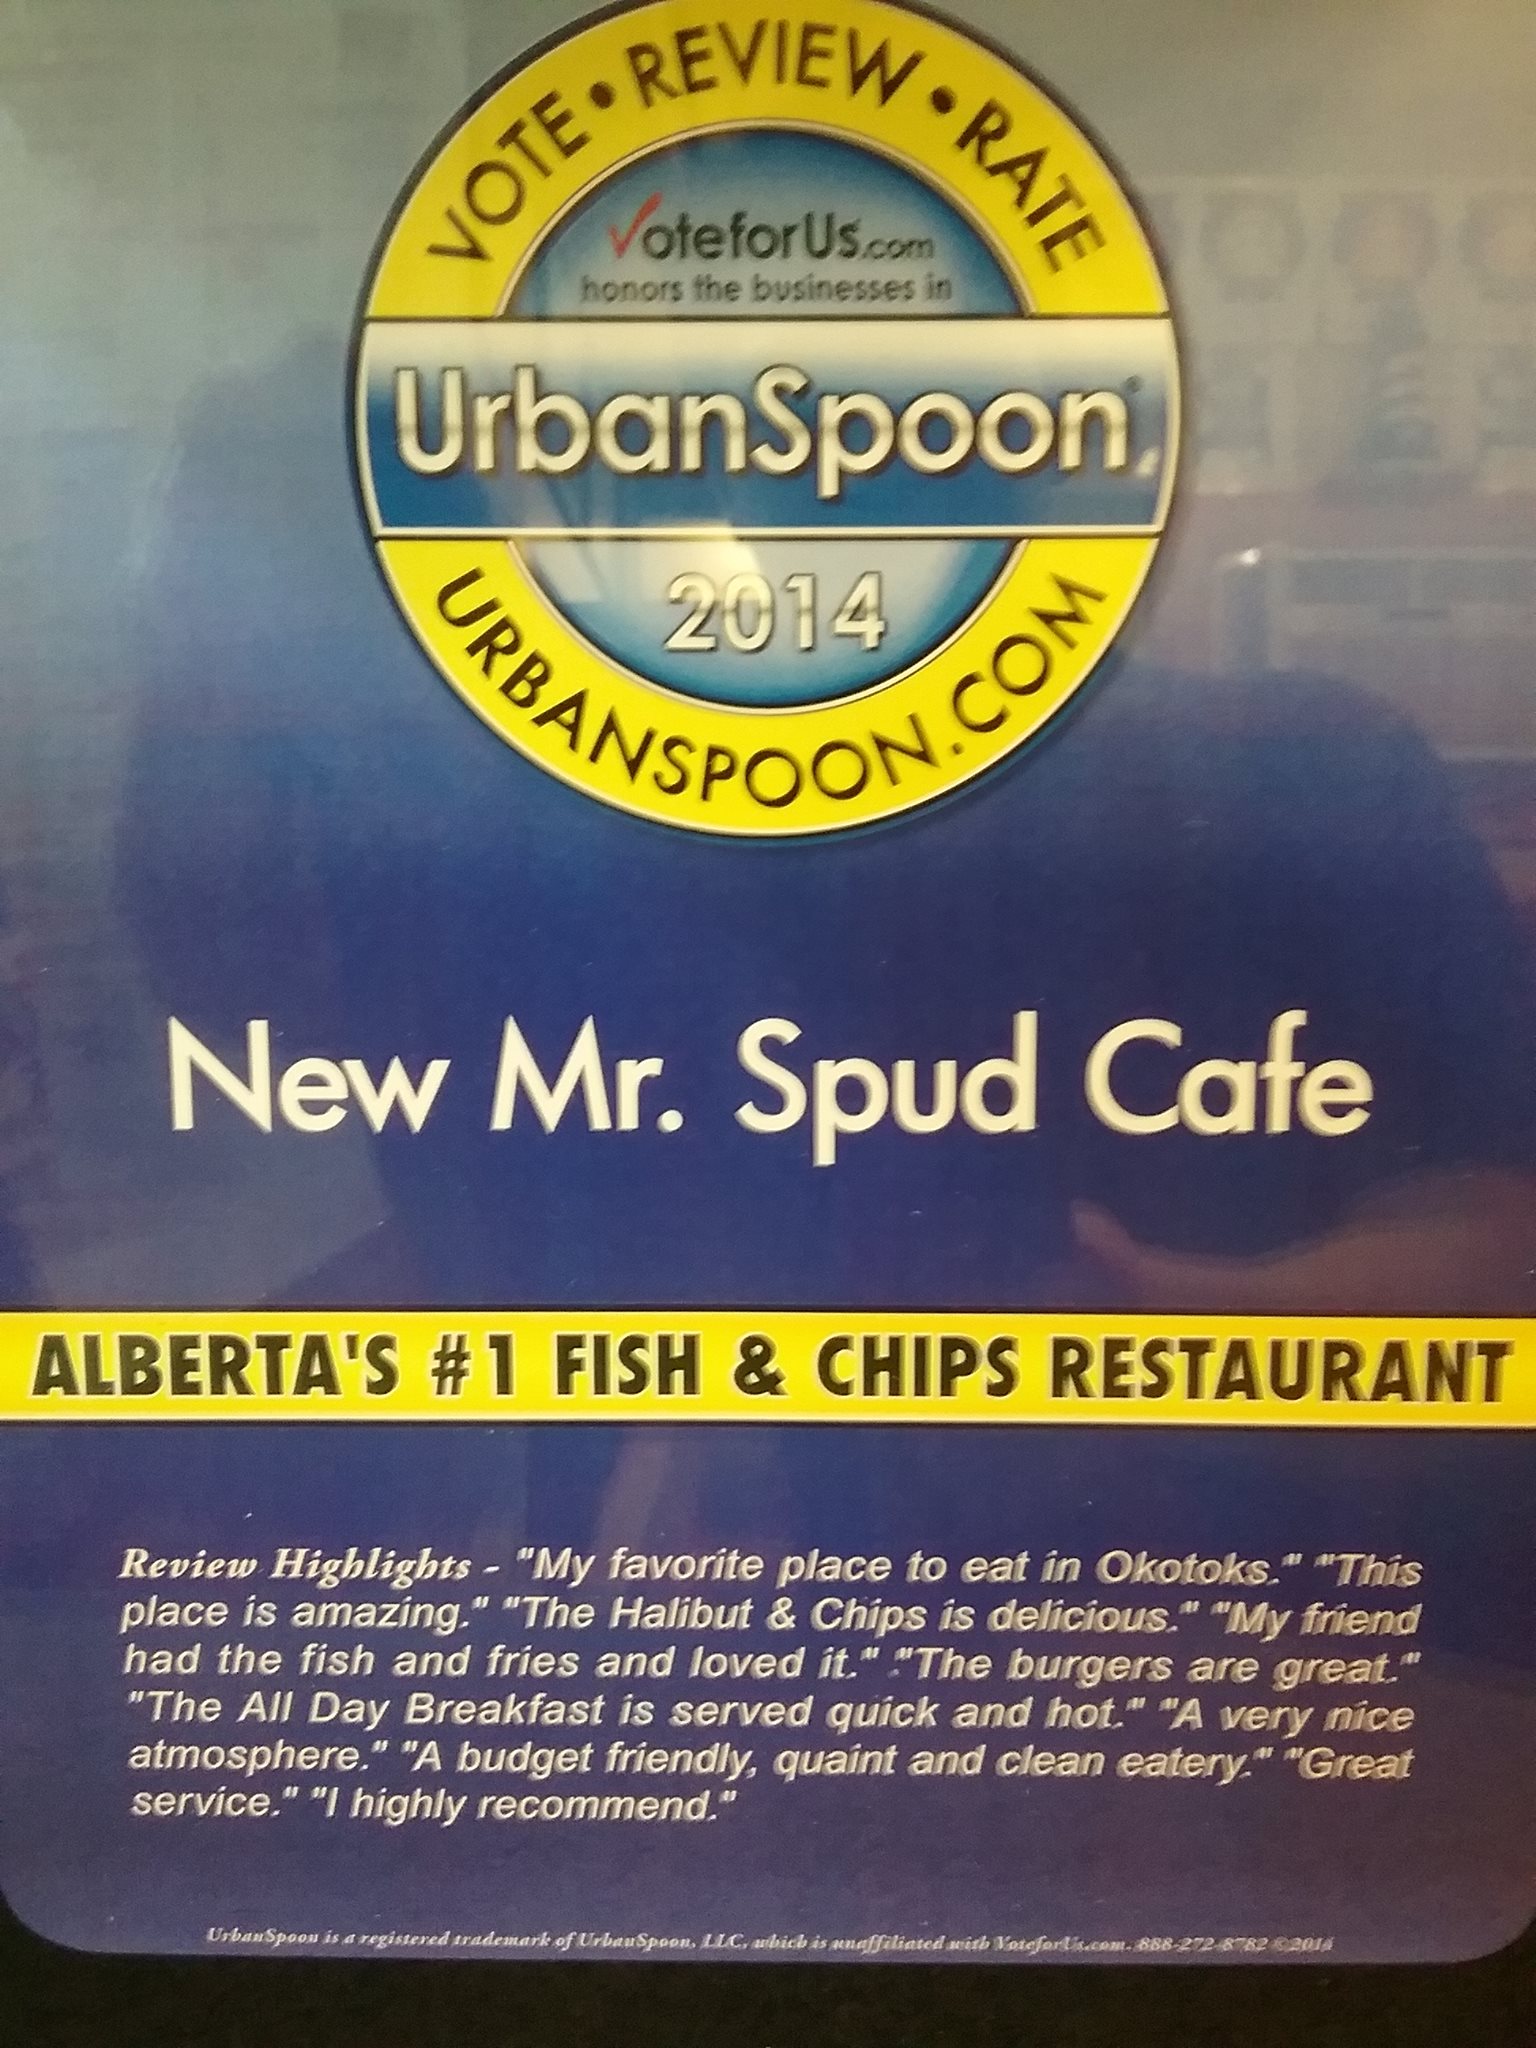 VOTE • REVIEW • RATE
VoteforUs.com
honors the businesses in
UrbanSpoon
2014
URBANSPOON.COM
New Mr. Spud Cafe
ALBERTA'S #1 FISH & CHIPS RESTAURANT
Review Highlights - "My favorite place to eat in Okotoks." "This
place is amazing." "The Halibut & Chips is delicious." "My friend
had the fish and fries and loved it." "The burgers are great."
"The All Day Breakfast is served quick and hot." "A very nice
atmosphere." "A budget friendly, quaint and clean eatery." "Great
service." "I highly recommend."
UrbanSpoon is a registered trademark of UrbanSpoon, LLC, which is unaffiliated with VoteforUs.com. 888-272-8782 ©2014